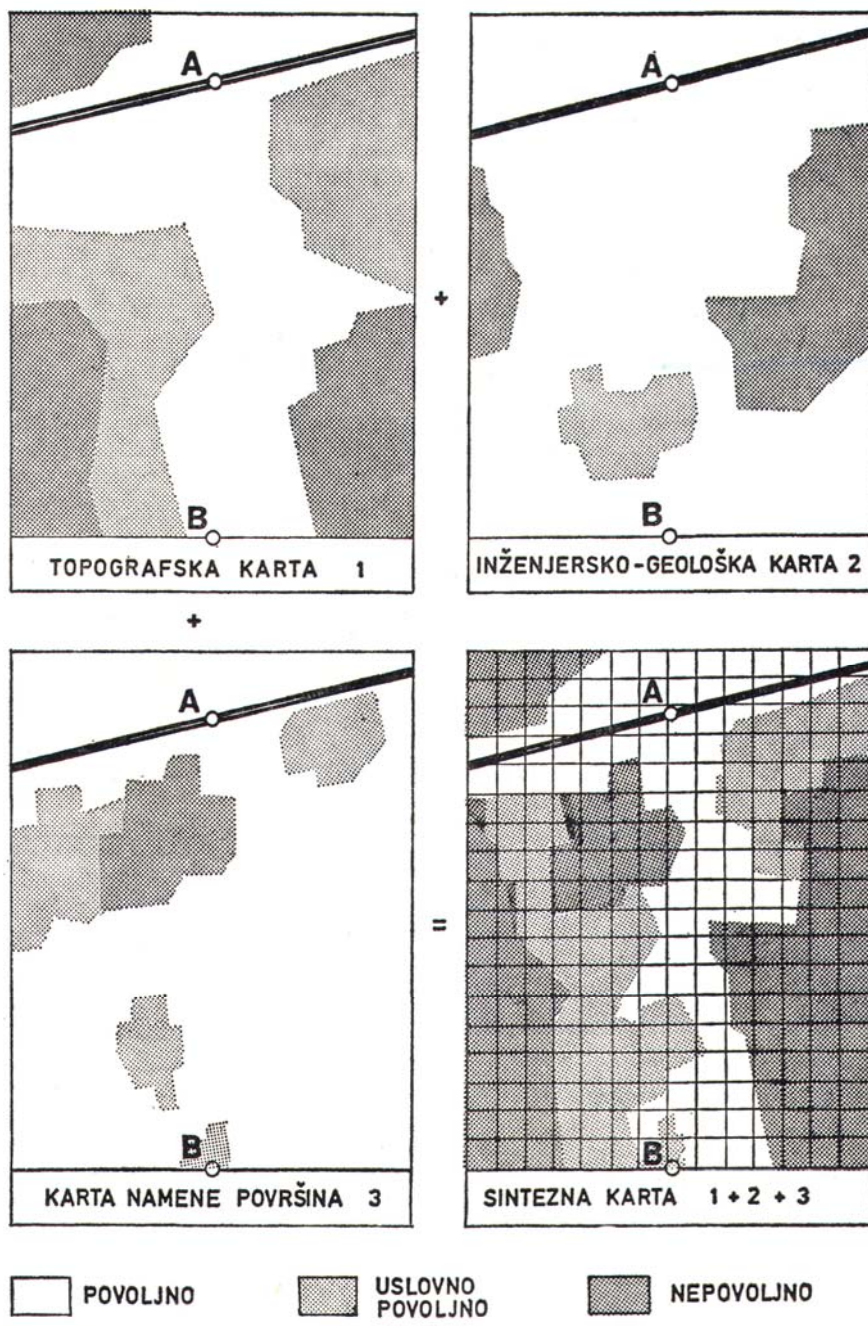 A
A
+
B
B
TOPOGRAFSKA KARTA 1
INŽENJERSKO-GEOLOŠKA KARTA 2
+
A
A
=
B
B
KARTA NAMENE POVRŠINA 3
SINTEZNA KARTA 1 + 2 + 3
POVOLJNO
USLOVNO
POVOLJNO
NEPOVOLJNO